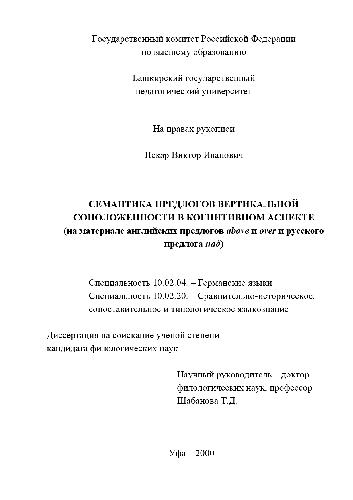 Государственный комитет Российской Федерации
по высшему образованию
Башкирский государственный
педагогический университет
На правах рукописи
Пекар Виктор Иванович
СЕМАНТИКА ПРЕДЛОГОВ ВЕРТИКАЛЬНОЙ
СОПОЛОЖЕННОСТИ В КОГНИТИВНОМ АСПЕКТЕ
(на материале английских предлогов above и over и русского
предлога над)
Специальность 10.02.04. – Германские языки
Специальность 10.02.20. – Сравнительно-историческое,
сопоставительное и типологическое языкознание
Диссертация на соискание ученой степени
кандидата филологических наук
Научный руководитель – доктор
филологических наук, профессор
Шабанова Т.Д.
Уфа – 2000